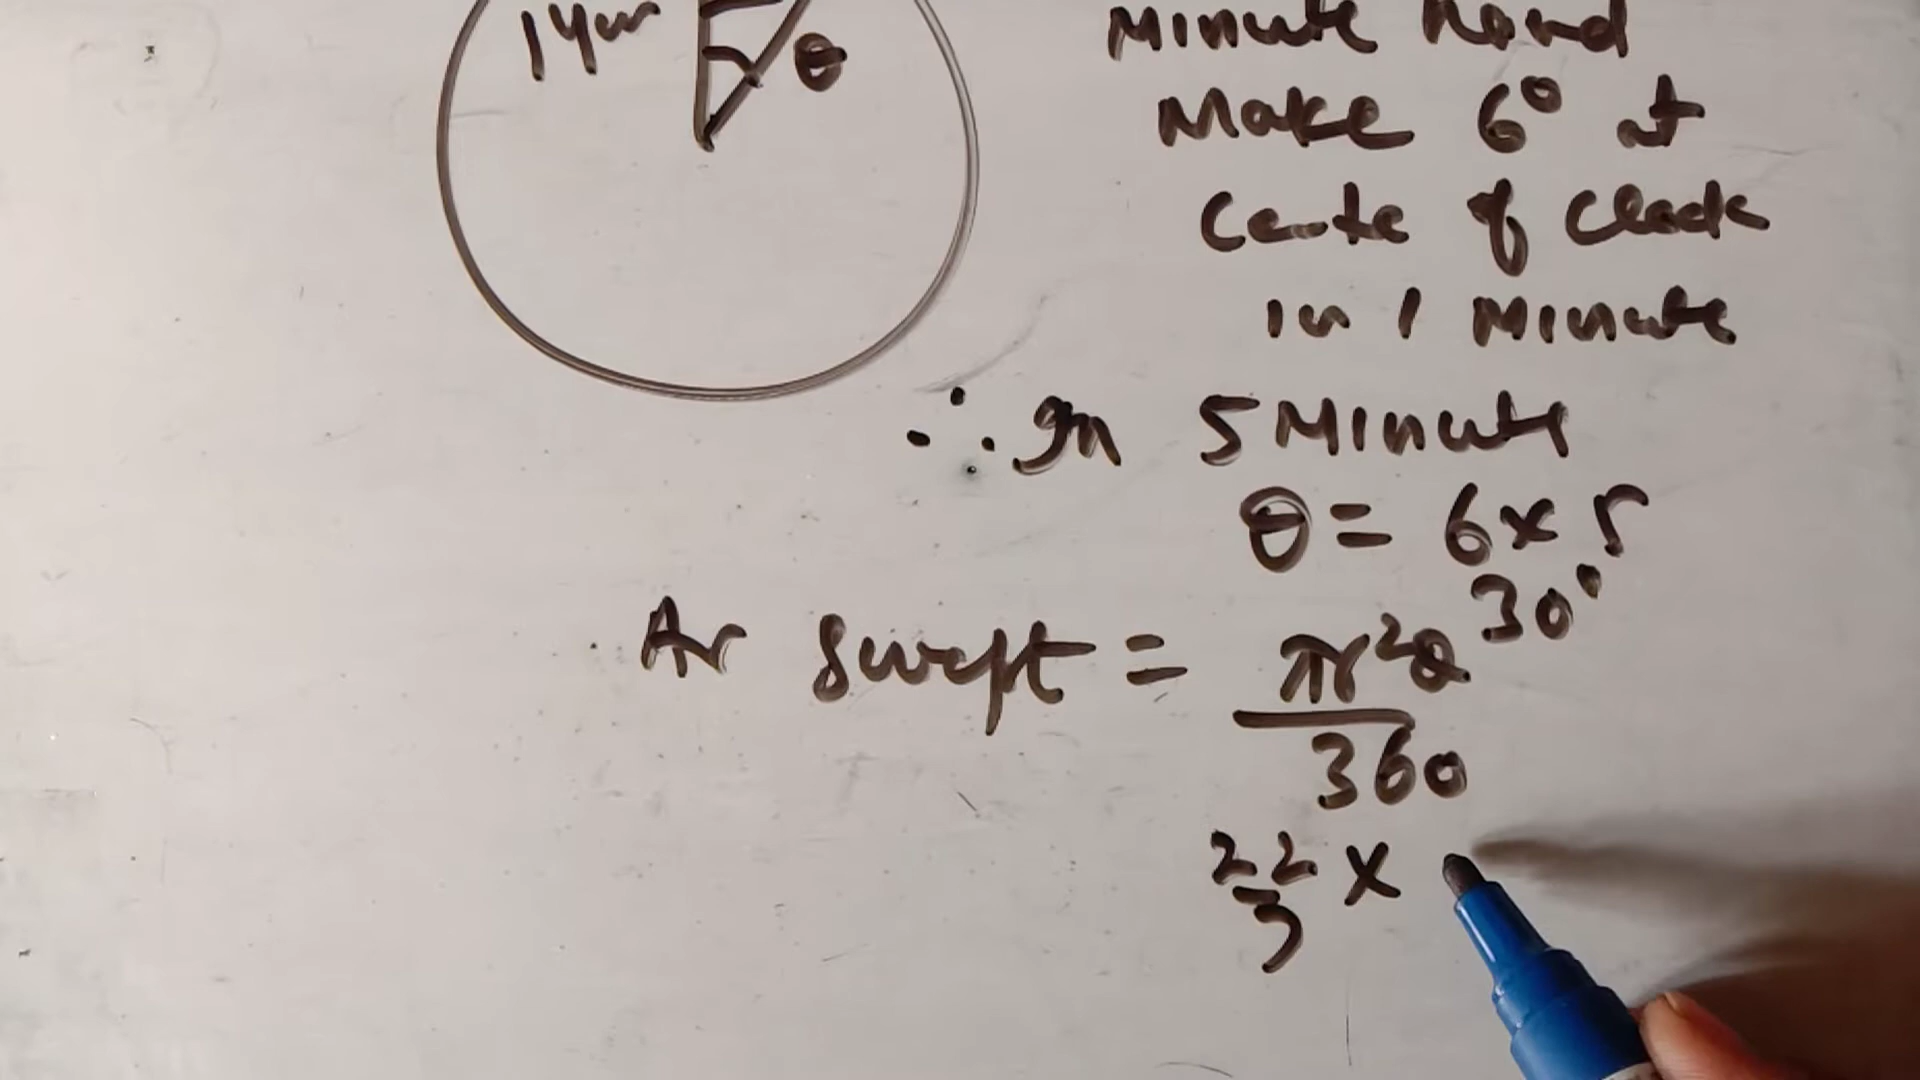 14cm θ
Minute Hand
Make 6° at
Cente of Clock
in 1 Minute
∴ In 5 Minute
θ = 6 x 5
30°
Ar Swept = πr²θ
360
22 x
7